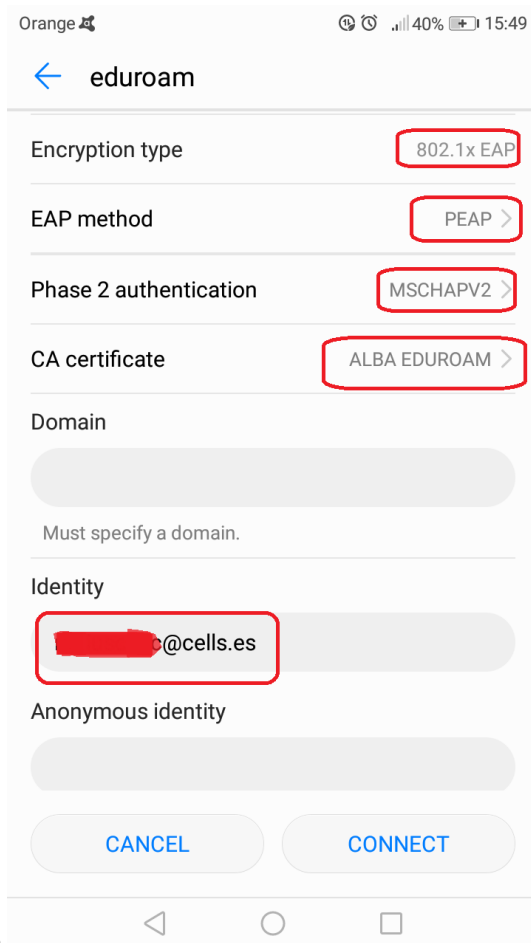 Orange 40% 15:49
eduroam
Encryption type 802.1x EAP
EAP method PEAP
Phase 2 authentication MSCHAPV2
CA certificate ALBA EDUROAM
Domain
Must specify a domain.
Identity
c@cells.es
Anonymous identity
CANCEL CONNECT